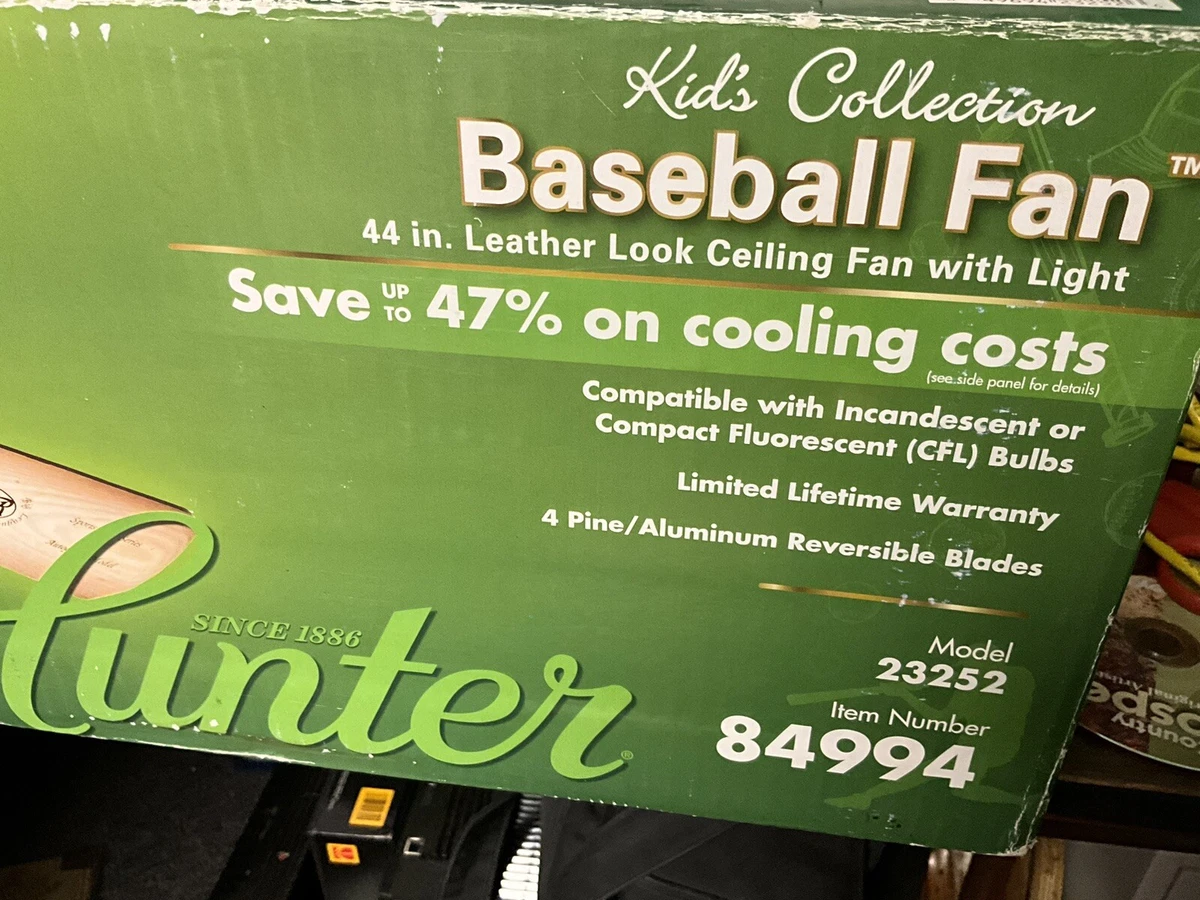 Kid's Collection
Baseball Fan™
44 in. Leather Look Ceiling Fan with Light
Save UP TO 47% on cooling costs
(see side panel for details)
Compatible with Incandescent or
Compact Fluorescent (CFL) Bulbs
Limited Lifetime Warranty
4 Pine/Aluminum Reversible Blades
SINCE 1886
Hunter®
Model
23252
Item Number
84994